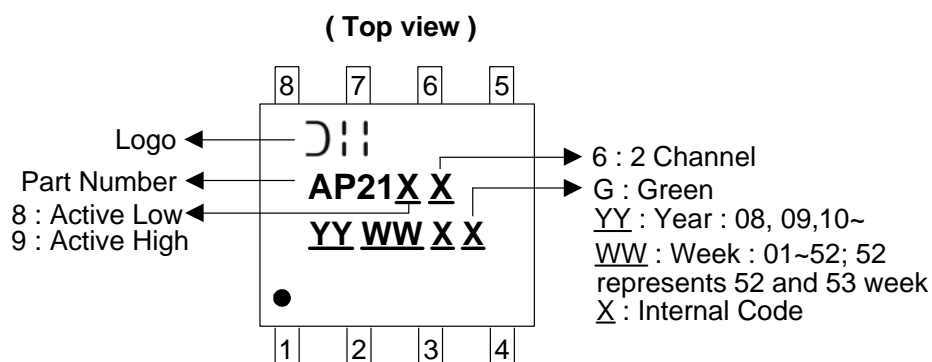 ( Top view )
8 7 6 5
Logo
Part Number
8 : Active Low
9 : Active High
AP21X X
YY WW X X
6 : 2 Channel
G : Green
YY : Year : 08, 09,10~
WW : Week : 01~52; 52
represents 52 and 53 week
X : Internal Code
1 2 3 4